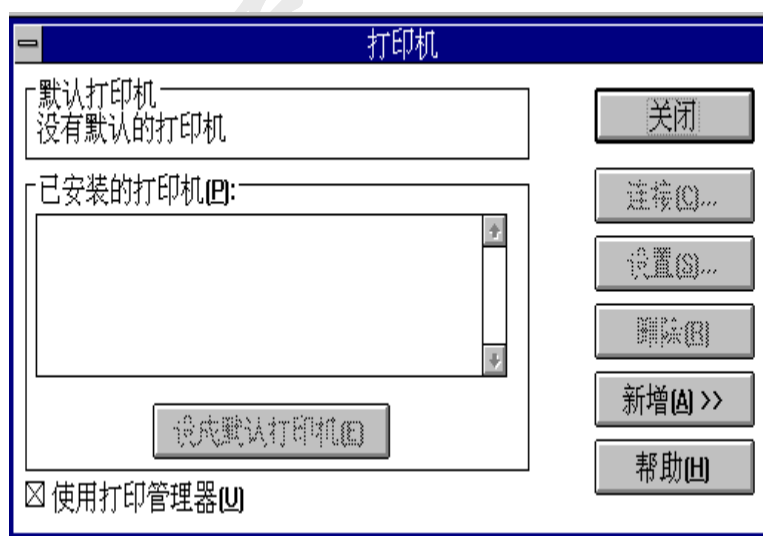 打印机
默认打印机
没有默认的打印机
已安装的打印机(P):
设成默认打印机(E)
使用打印管理器(U)
关闭
连接(C)...
设置(S)...
删除(R)
新增(A) >>
帮助(H)